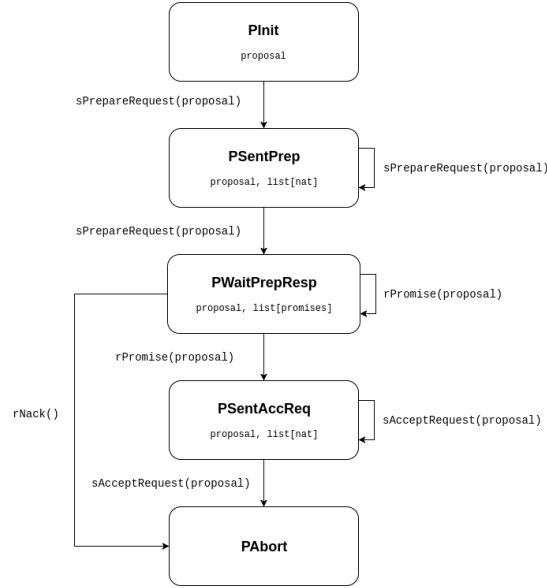 PInit
proposal
sPrepareRequest(proposal)
PSentPrep
proposal, list[nat]
sPrepareRequest(proposal)
sPrepareRequest(proposal)
PWaitPrepResp
proposal, list[promises]
rPromise(proposal)
rPromise(proposal)
rNack()
PSentAccReq
proposal, list[nat]
sAcceptRequest(proposal)
sAcceptRequest(proposal)
PAbort